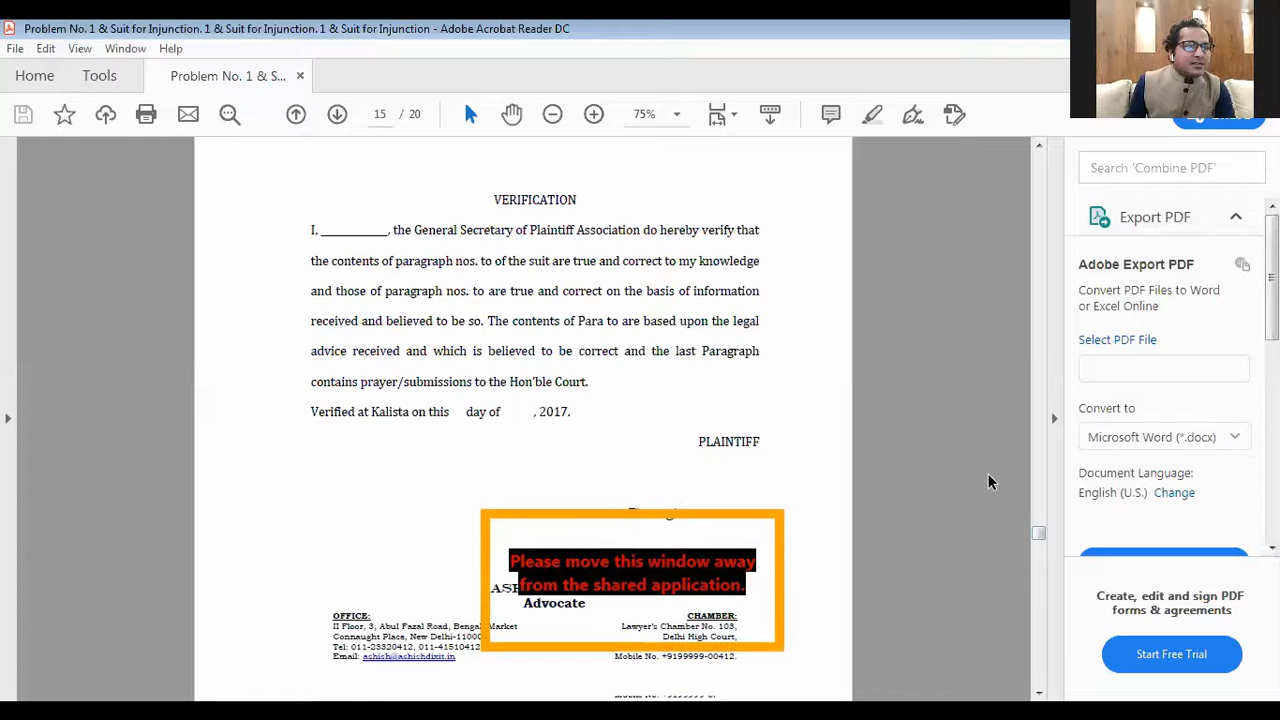 Problem No. 1 & Suit for Injunction. 1 & Suit for Injunction. 1 & Suit for Injunction - Adobe Acrobat Reader DC
File Edit View Window Help
Home Tools Problem No. 1 & S... ×
15 / 20 75%
Search 'Combine PDF'
Export PDF
Adobe Export PDF
Convert PDF Files to Word
or Excel Online
Select PDF File
Convert to
Microsoft Word (*.docx)
Document Language:
English (U.S.) Change
Create, edit and sign PDF
forms & agreements
Start Free Trial
VERIFICATION
I, __________, the General Secretary of Plaintiff Association do hereby verify that
the contents of paragraph nos. to of the suit are true and correct to my knowledge
and those of paragraph nos. to are true and correct on the basis of information
received and believed to be so. The contents of Para to are based upon the legal
advice received and which is believed to be correct and the last Paragraph
contains prayer/submissions to the Hon'ble Court.
Verified at Kalista on this day of , 2017.
PLAINTIFF
Please move this window away
from the shared application.
Advocate
OFFICE:
II Floor, 3, Abul Fazal Road, Bengali Market
Connaught Place, New Delhi-11000
Tel: 011-23320412, 011-41510412
Email: ashish@ashishdixit.in
CHAMBER:
Lawyer's Chamber No. 103,
Delhi High Court,
Mobile No. +9199999-00412.